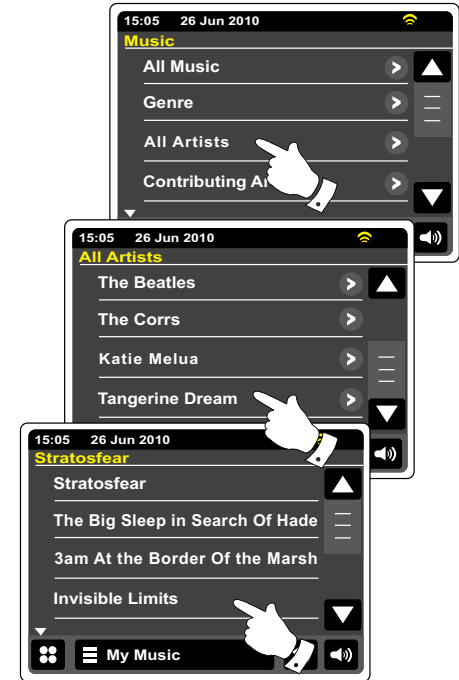 15:05 26 Jun 2010
Music
All Music
Genre
All Artists
Contributing
15:05 26 Jun 2010
All Artists
The Beatles
The Corrs
Katie Melua
Tangerine Dream
15:05 26 Jun 2010
Stratosfear
Stratosfear
The Big Sleep in Search Of Hade
3am At the Border Of the Marsh
Invisible Limits
My Music